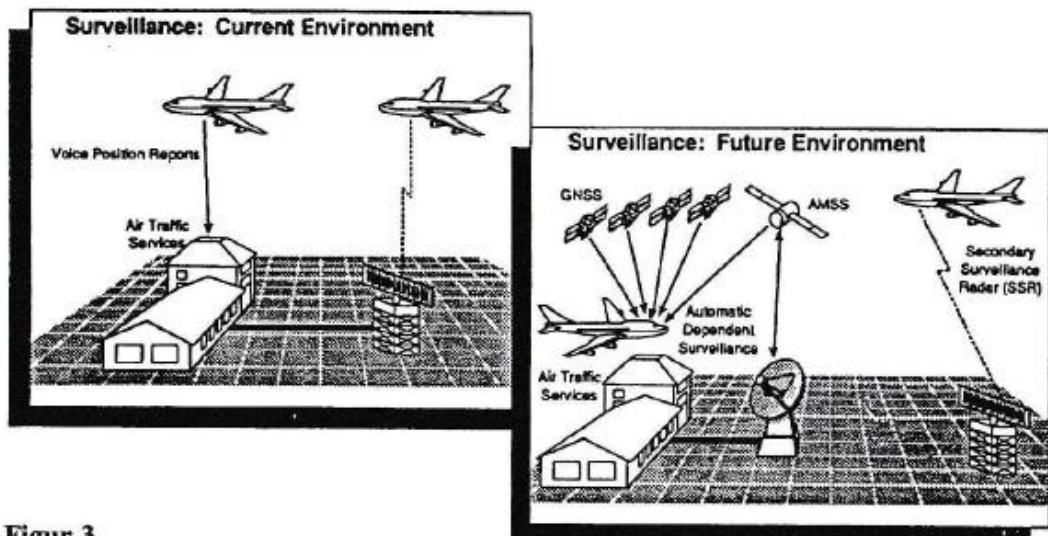 Surveillance: Current Environment
Voice Position Reports
Air Traffic
Services
Surveillance: Future Environment
GNSS
AMSS
Secondary
Surveillance
Radar (SSR)
Automatic
Dependent
Surveillance
Air Traffic
Services
Figur 3